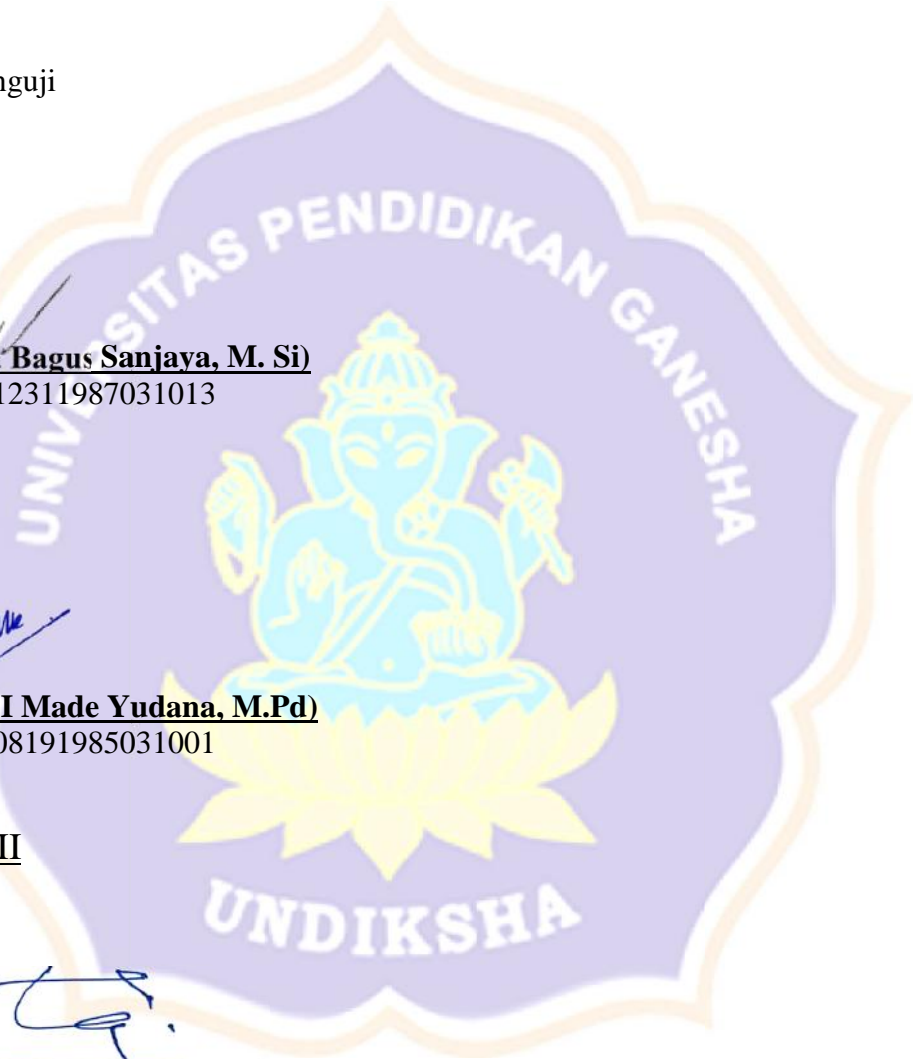 nguji
UNIVERSITAS PENDIDIKAN GANESHA
Bagus Sanjaya, M. Si)
12311987031013
I Made Yudana, M.Pd)
08191985031001
II
UNDIKSHA